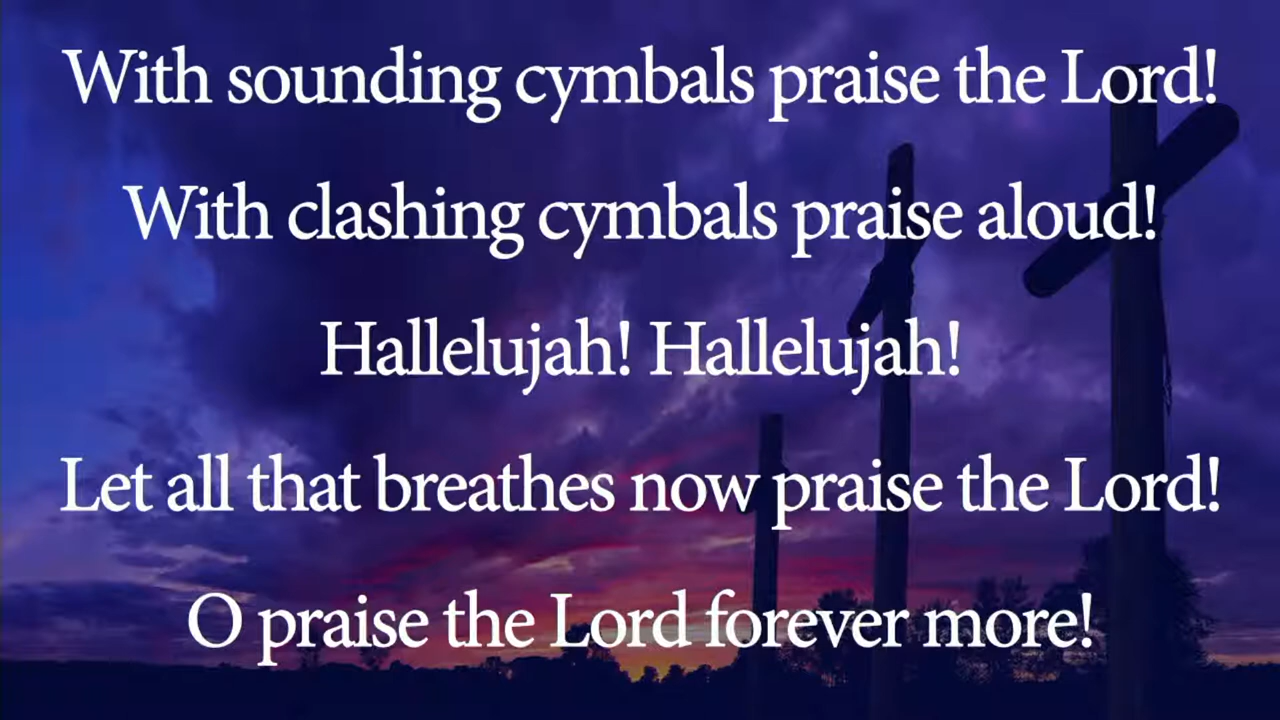 With sounding cymbals praise the Lord!
With clashing cymbals praise aloud!
Hallelujah! Hallelujah!
Let all that breathes now praise the Lord!
O praise the Lord forever more!